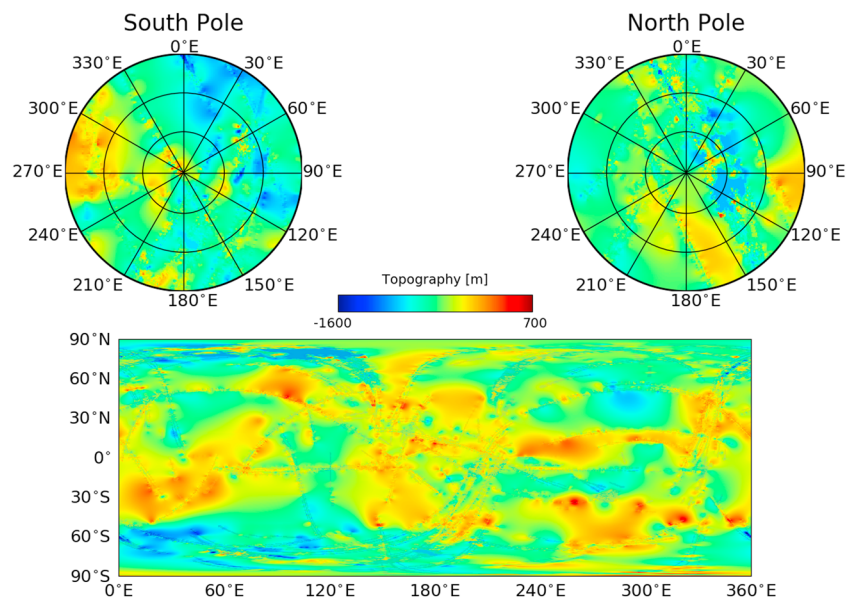 South Pole
North Pole
0°E
0°E
330°E
30°E
330°E
30°E
300°E
60°E
300°E
60°E
270°E
90°E
270°E
90°E
240°E
120°E
240°E
120°E
210°E
150°E
210°E
150°E
180°E
180°E
Topography [m]
-1600
700
90°N
60°N
30°N
0°
30°S
60°S
90°S
0°E
60°E
120°E
180°E
240°E
300°E
360°E